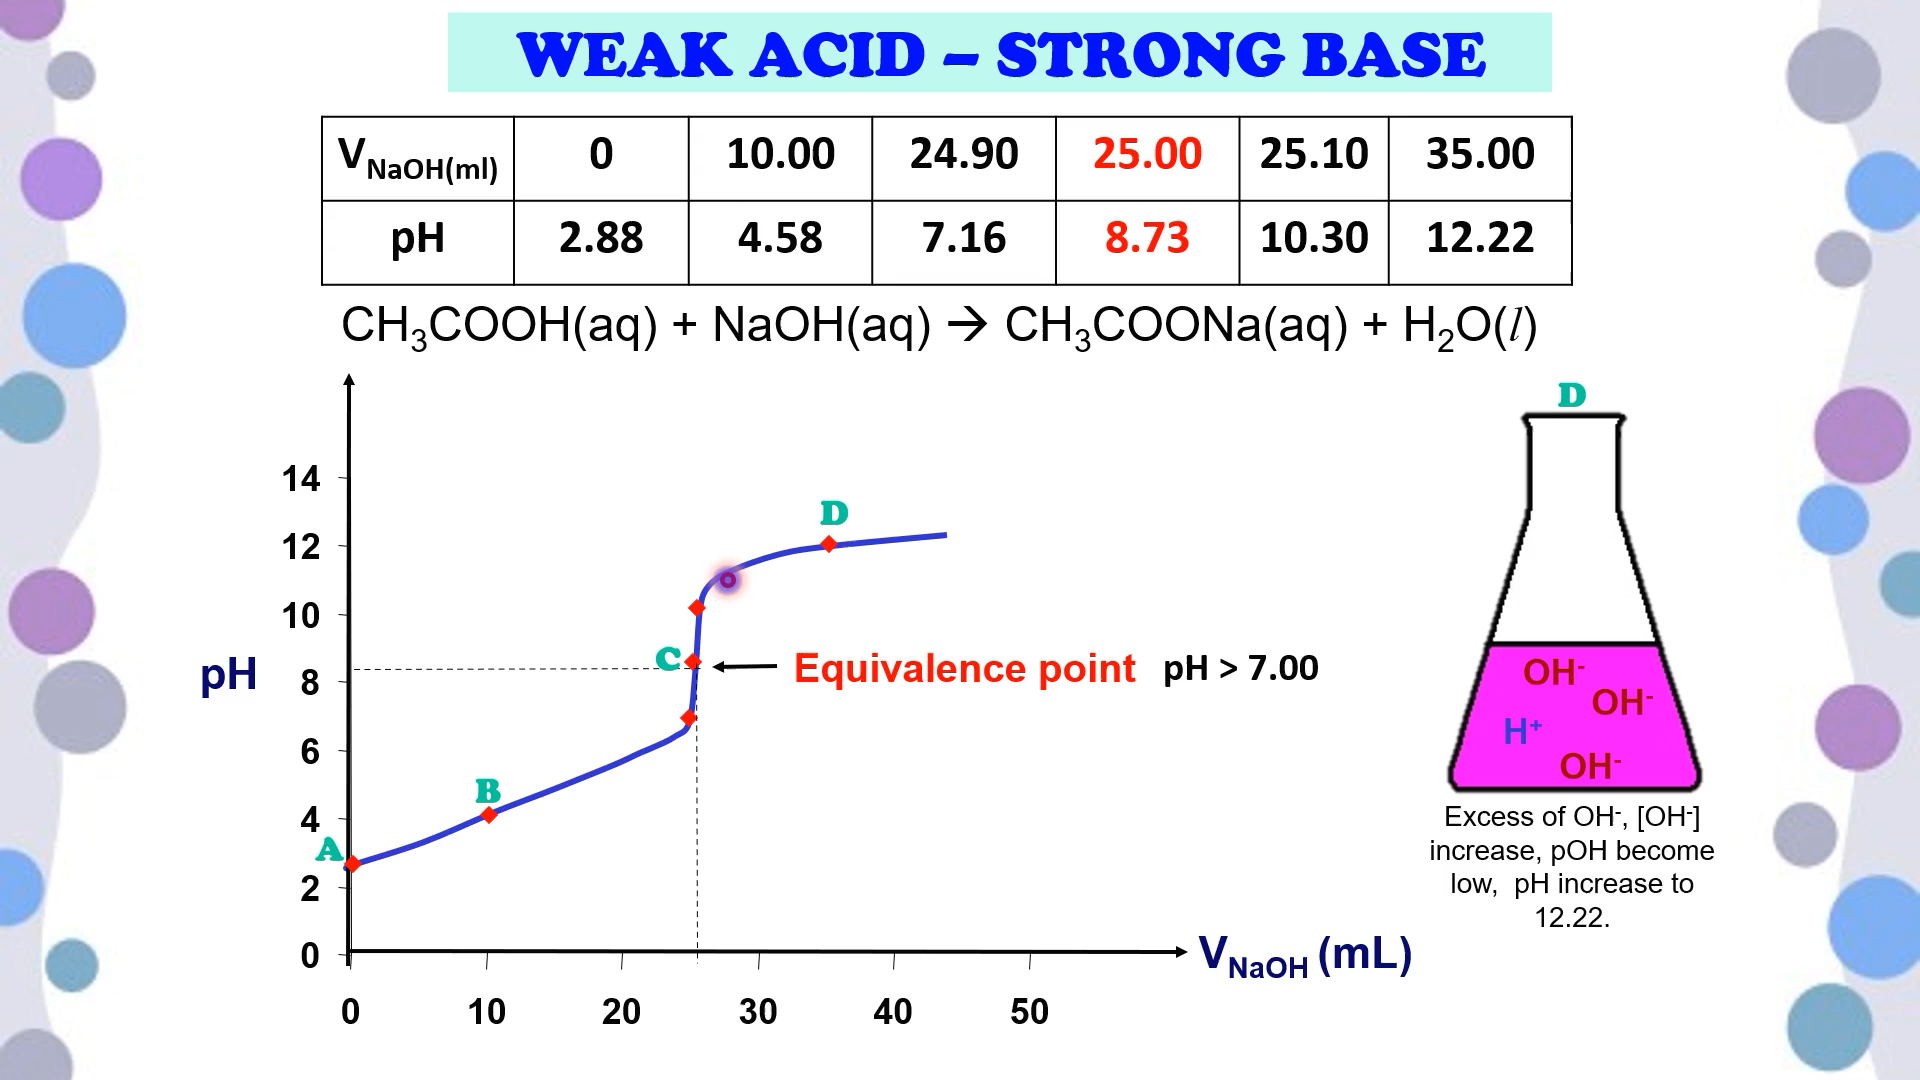 WEAK ACID – STRONG BASE
V_NaOH(ml) 0 10.00 24.90 25.00 25.10 35.00
pH 2.88 4.58 7.16 8.73 10.30 12.22
CH₃COOH(aq) + NaOH(aq) → CH₃COONa(aq) + H₂O(l)
14
12
10
8
6
4
2
0
pH
A
B
C
D
Equivalence point pH > 7.00
0 10 20 30 40 50
V_NaOH (mL)
D
OH⁻
OH⁻
H⁺
OH⁻
Excess of OH⁻, [OH⁻]
increase, pOH become
low, pH increase to
12.22.